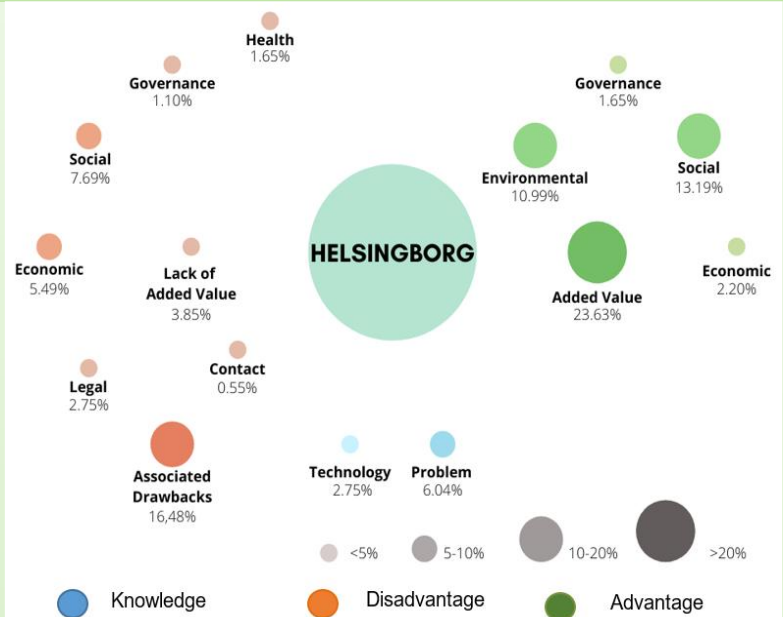 Health
1.65%
Governance
1.10%
Governance
1.65%
Social
7.69%
Environmental
10.99%
Social
13.19%
HELSINGBORG
Economic
5.49%
Lack of
Added Value
3.85%
Added Value
23.63%
Economic
2.20%
Legal
2.75%
Contact
0.55%
Associated
Drawbacks
16,48%
Technology
2.75%
Problem
6.04%
<5%
5-10%
10-20%
>20%
Knowledge
Disadvantage
Advantage